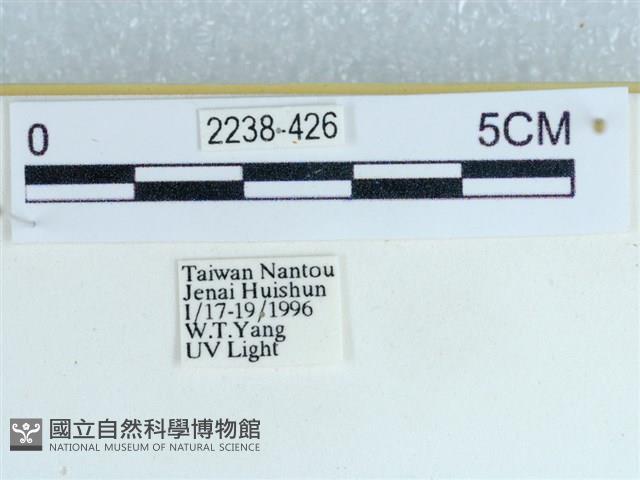 2238-426
0 5CM
Taiwan Nantou
Jenai Huishun
I/17-19/1996
W.T.Yang
UV Light
國立自然科學博物館
NATIONAL MUSEUM OF NATURAL SCIENCE